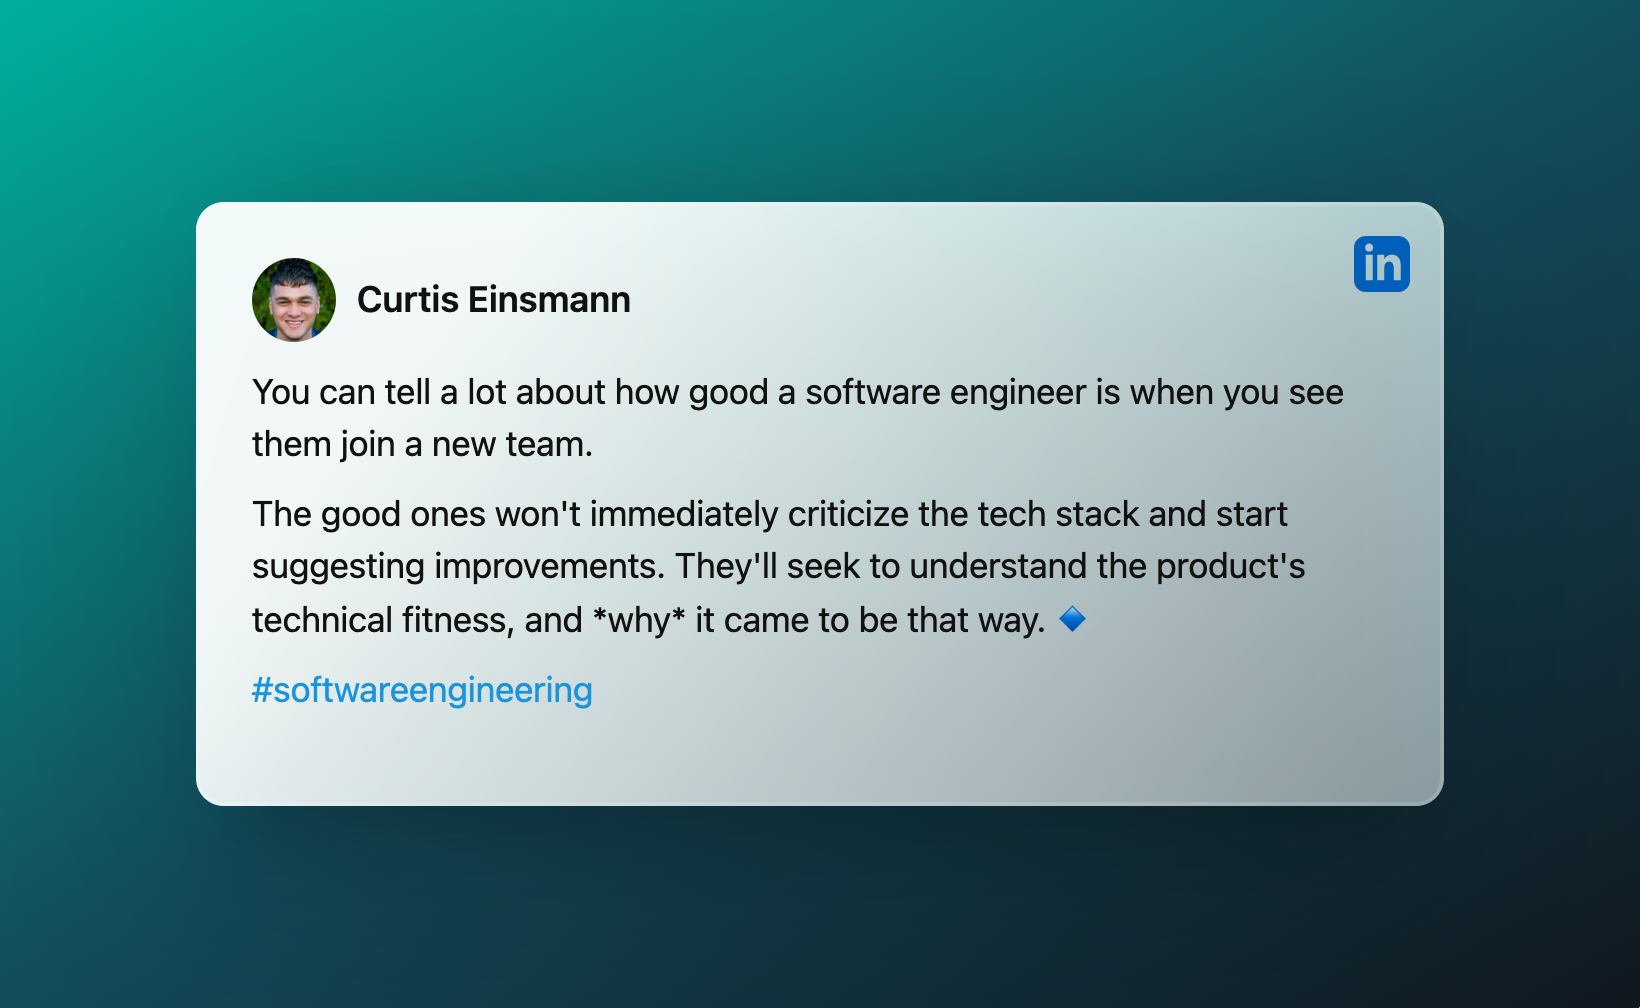 in
Curtis Einsmann
You can tell a lot about how good a software engineer is when you see
them join a new team.
The good ones won't immediately criticize the tech stack and start
suggesting improvements. They'll seek to understand the product's
technical fitness, and *why* it came to be that way. 🔹
#softwareengineering